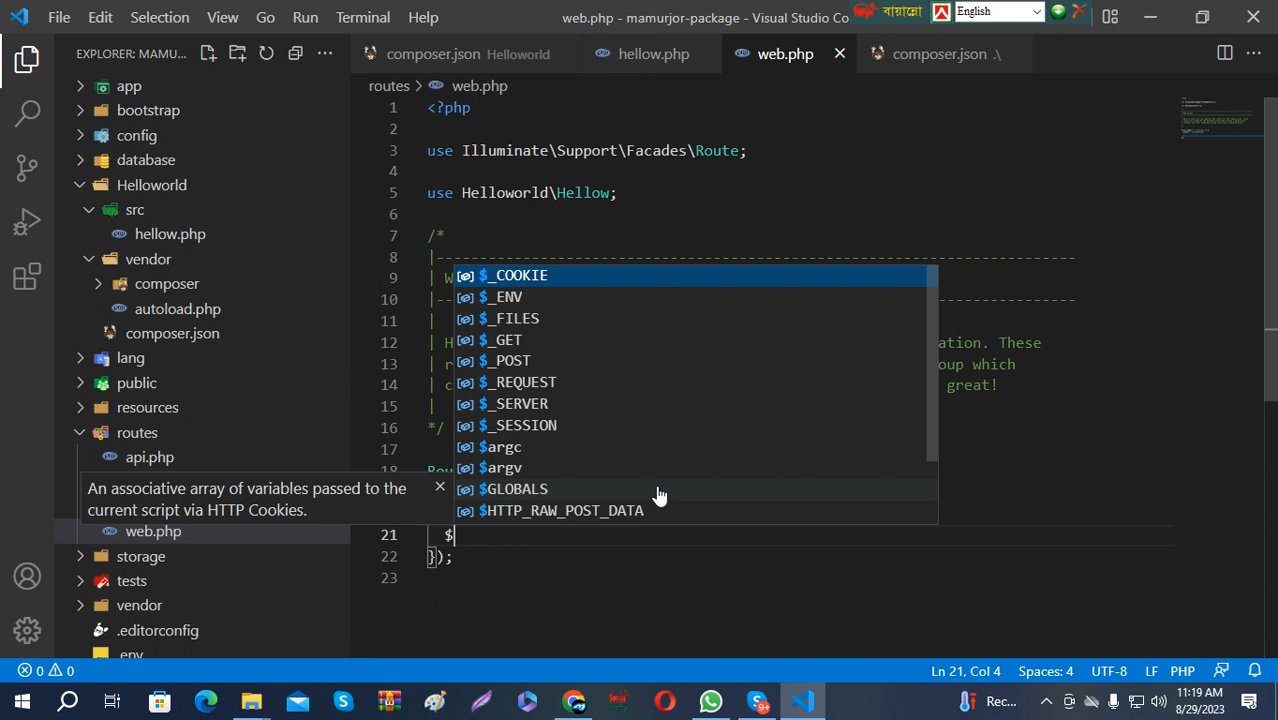 File Edit Selection View Go Run Terminal Help
web.php - mamurjor-package - Visual Studio Co
বায়ান্নো
English
EXPLORER: MAMU...
composer.json Helloworld
hellow.php
web.php
composer.json .\
app
bootstrap
config
database
Helloworld
src
hellow.php
vendor
composer
autoload.php
composer.json
lang
public
resources
routes
api.php
An associative array of variables passed to the
current script via HTTP Cookies.
web.php
storage
tests
vendor
.editorconfig
.env
routes > web.php
1 <?php
2
3 use Illuminate\Support\Facades\Route;
4
5 use Helloworld\Hellow;
6
7 /*
8 |--------------------------------------------------------------------------
9 | W
10 |--------------------------------------------------------------------------
11 |
12 | H ation. These
13 | r oup which
14 | c great!
15 |
16 */
17
18 Rou
$_COOKIE
$_ENV
$_FILES
$_GET
$_POST
$_REQUEST
$_SERVER
$_SESSION
$argc
$argv
$GLOBALS
$HTTP_RAW_POST_DATA
21 $
22 });
23
0 0
Ln 21, Col 4 Spaces: 4 UTF-8 LF PHP
9+
Rec...
11:19 AM
8/29/2023